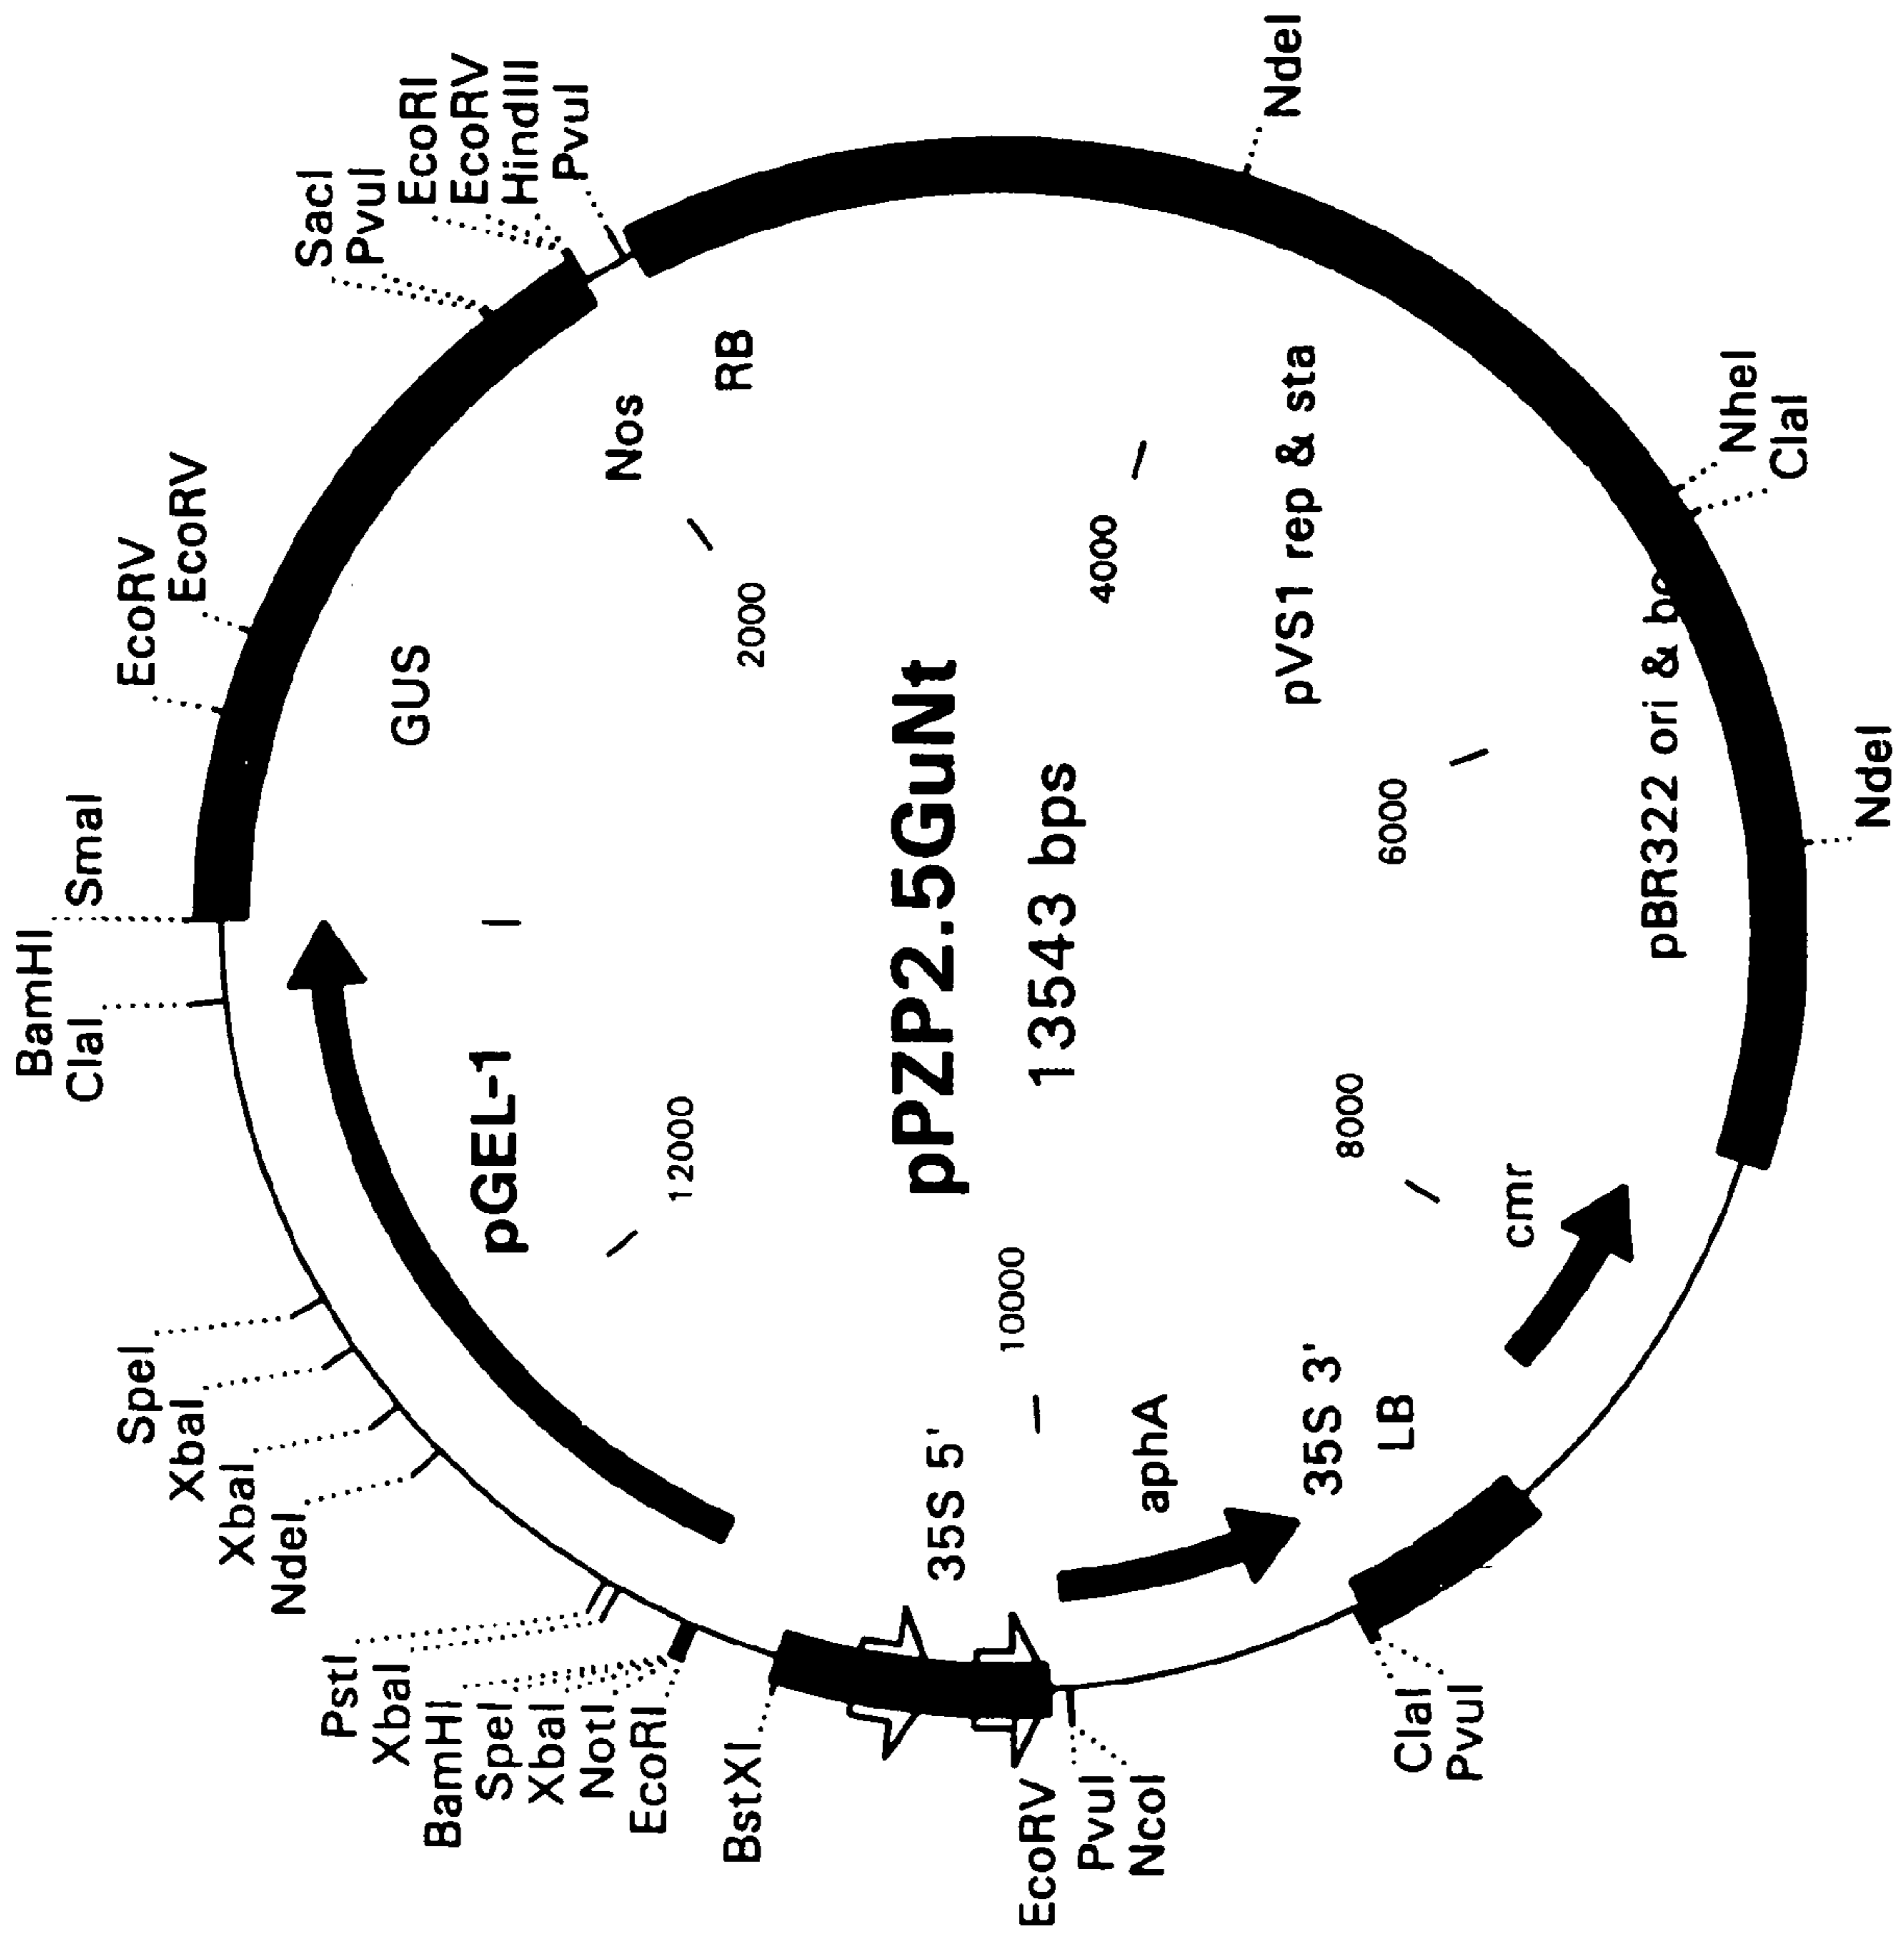 BamHI
ClaI
SmaI
EcoRV
EcoRV
SacI
PvuI
EcoRI
EcoRV
HindIII
PvuI
NdeI
NheI
ClaI
NdeI
ClaI
PvuI
EcoRV
PvuI
NcoI
BstXI
PstI
XbaI
BamHI
SpeI
XbaI
NotI
EcoRI
SpeI
XbaI
XbaI
NdeI
GUS
pGEL-1
Nos
RB
12000
2000
pPZP2.5GuNt
13543 bps
35S 5'
10000
4000
aphA
pVS1 rep & sta
35S 3'
8000
6000
LB
cmr
pBR322 ori &